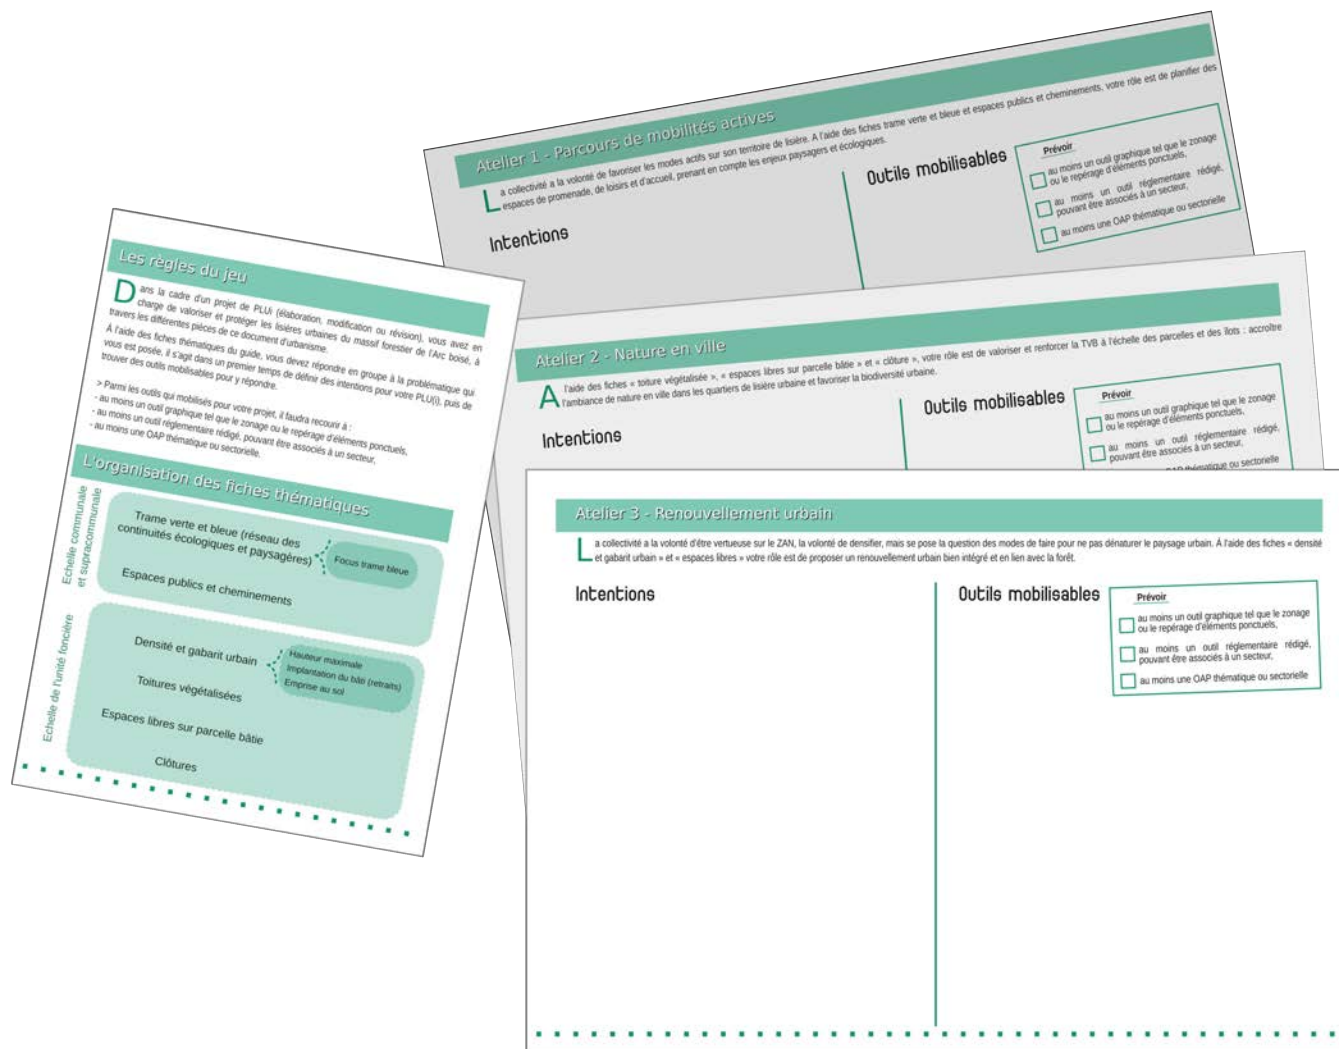 Les règles du jeu
Dans la cadre d'un projet de PLUi (élaboration, modification ou révision), vous avez en
charge de valoriser et protéger les lisières urbaines du massif forestier de l'Arc boisé, à
travers les différentes pièces de ce document d'urbanisme.
À l'aide des fiches thématiques du guide, vous devez répondre en groupe à la problématique qui
vous est posée, il s'agit dans un premier temps de définir des intentions pour votre PLU(i), puis de
trouver des outils mobilisables pour y répondre.
> Parmi les outils qui mobilisés pour votre projet, il faudra recourir à :
- au moins un outil graphique tel que le zonage ou le repérage d'éléments ponctuels,
- au moins un outil réglementaire rédigé, pouvant être associés à un secteur,
- au moins une OAP thématique ou sectorielle.
L'organisation des fiches thématiques
Echelle communale
et supracommunale
Trame verte et bleue (réseau des
continuités écologiques et paysagères)
Focus trame bleue
Espaces publics et cheminements
Echelle de l'unité foncière
Densité et gabarit urbain
Hauteur maximale
Implantation du bâti (retraits)
Emprise au sol
Toitures végétalisées
Espaces libres sur parcelle bâtie
Clôtures
Atelier 1 - Parcours de mobilités actives
La collectivité a la volonté de favoriser les modes actifs sur son territoire de lisière. A l'aide des fiches trame verte et bleue et espaces publics et cheminements, votre rôle est de planifier des
espaces de promenade, de loisirs et d'accueil, prenant en compte les enjeux paysagers et écologiques.
Intentions
Outils mobilisables
Prévoir
au moins un outil graphique tel que le zonage
ou le repérage d'éléments ponctuels,
au moins un outil réglementaire rédigé,
pouvant être associés à un secteur,
au moins une OAP thématique ou sectorielle
Atelier 2 - Nature en ville
A l'aide des fiches « toiture végétalisée », « espaces libres sur parcelle bâtie » et « clôture », votre rôle est de valoriser et renforcer la TVB à l'échelle des parcelles et des îlots : accroître
l'ambiance de nature en ville dans les quartiers de lisière urbaine et favoriser la biodiversité urbaine.
Intentions
Outils mobilisables
Prévoir
au moins un outil graphique tel que le zonage
ou le repérage d'éléments ponctuels,
au moins un outil réglementaire rédigé,
pouvant être associés à un secteur,
thématique ou sectorielle
Atelier 3 - Renouvellement urbain
La collectivité a la volonté d'être vertueuse sur le ZAN, la volonté de densifier, mais se pose la question des modes de faire pour ne pas dénaturer le paysage urbain. À l'aide des fiches « densité
et gabarit urbain » et « espaces libres » votre rôle est de proposer un renouvellement urbain bien intégré et en lien avec la forêt.
Intentions
Outils mobilisables
Prévoir
au moins un outil graphique tel que le zonage
ou le repérage d'éléments ponctuels,
au moins un outil réglementaire rédigé,
pouvant être associés à un secteur,
au moins une OAP thématique ou sectorielle